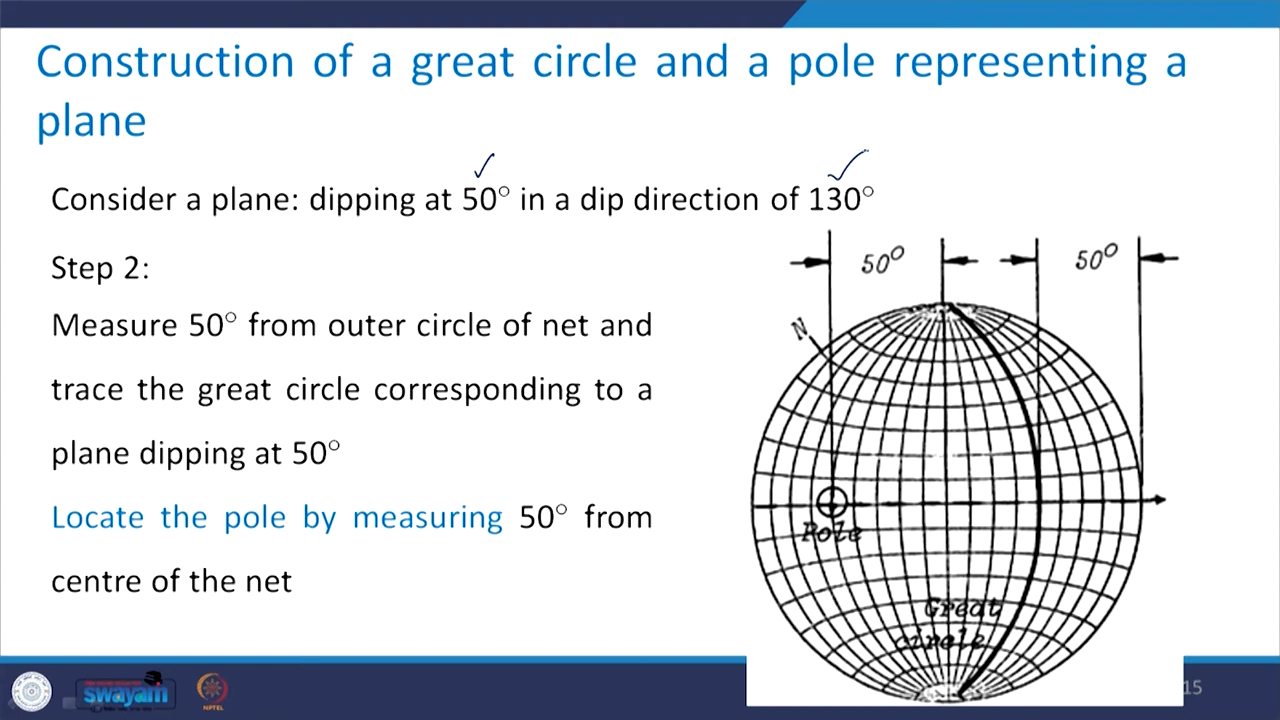 Construction of a great circle and a pole representing a
plane
Consider a plane: dipping at 50° in a dip direction of 130°
Step 2:
Measure 50° from outer circle of net and
trace the great circle corresponding to a
plane dipping at 50°
Locate the pole by measuring 50° from
centre of the net
50°
50°
N
Pole
Great
circle
swayam
NPTEL
15